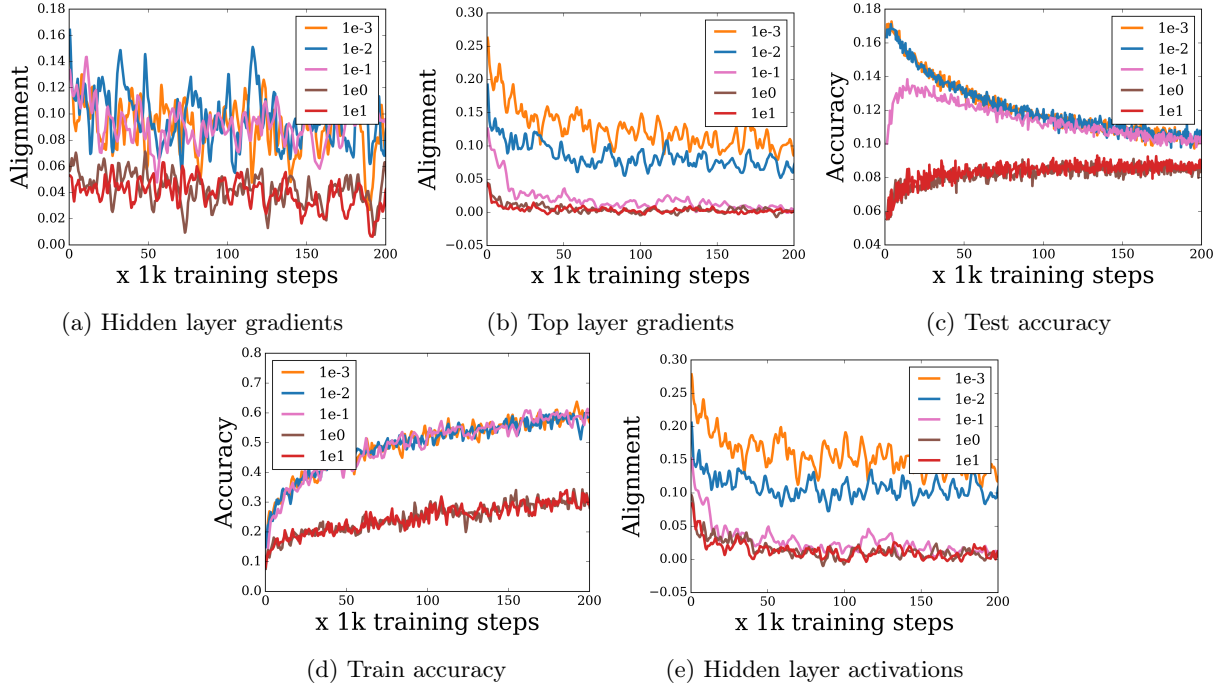 0.18
0.16
0.14
0.12
0.10
0.08
0.06
0.04
0.02
0.00
Alignment
1e-3
1e-2
1e-1
1e0
1e1
0 50 100 150 200
x 1k training steps
(a) Hidden layer gradients
0.30
0.25
0.20
0.15
0.10
0.05
0.00
−0.05
Alignment
1e-3
1e-2
1e-1
1e0
1e1
0 50 100 150 200
x 1k training steps
(b) Top layer gradients
0.18
0.16
0.14
0.12
0.10
0.08
0.06
0.04
Accuracy
1e-3
1e-2
1e-1
1e0
1e1
0 50 100 150 200
x 1k training steps
(c) Test accuracy
0.8
0.7
0.6
0.5
0.4
0.3
0.2
0.1
0.0
Accuracy
1e-3
1e-2
1e-1
1e0
1e1
0 50 100 150 200
x 1k training steps
(d) Train accuracy
0.30
0.25
0.20
0.15
0.10
0.05
0.00
−0.05
Alignment
1e-3
1e-2
1e-1
1e0
1e1
0 50 100 150 200
x 1k training steps
(e) Hidden layer activations